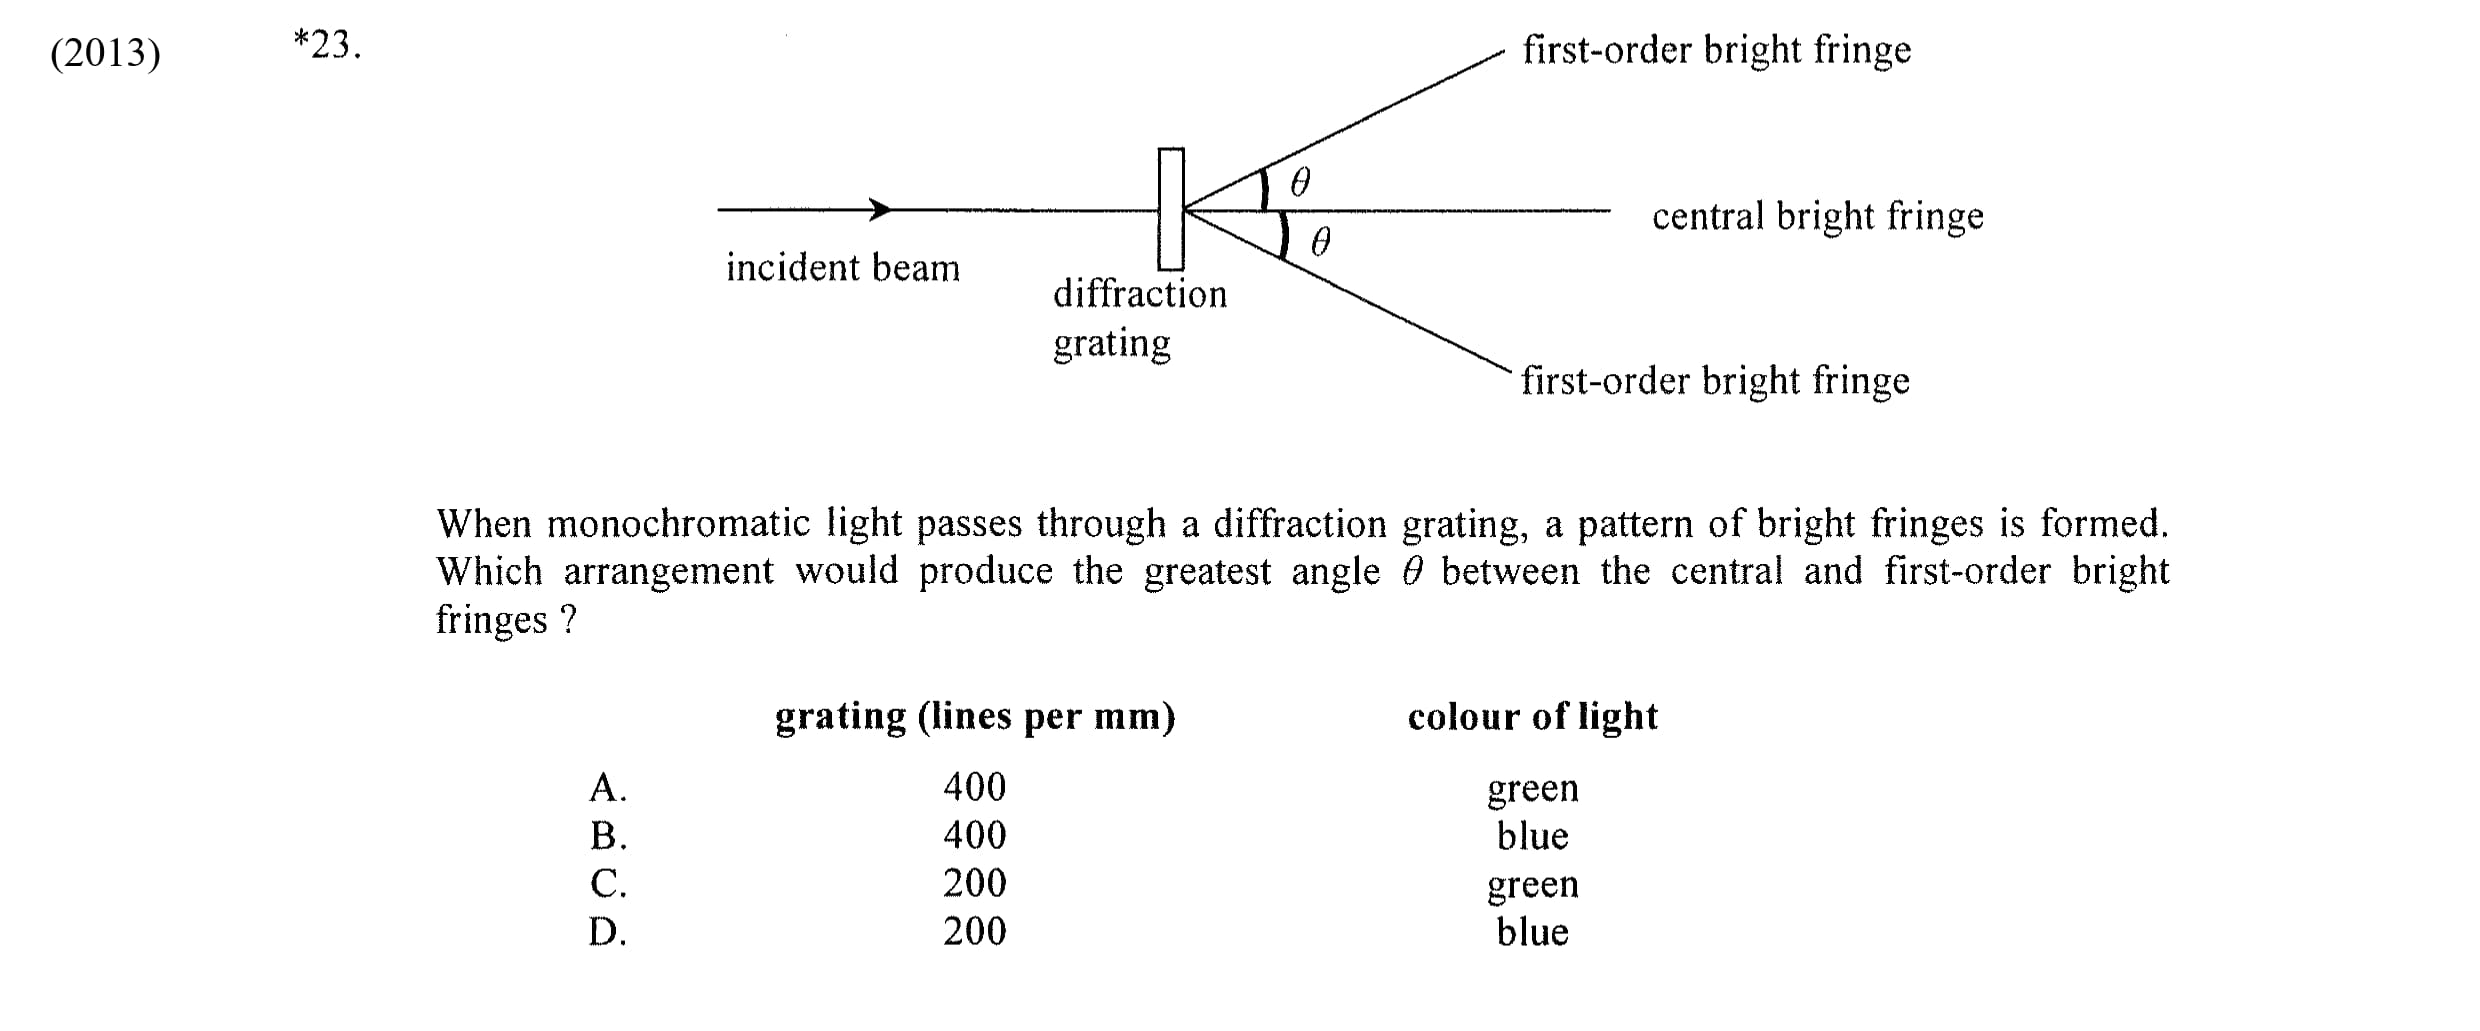 (2013) *23.
first-order bright fringe
θ
central bright fringe
θ
incident beam
diffraction
grating
first-order bright fringe
When monochromatic light passes through a diffraction grating, a pattern of bright fringes is formed.
Which arrangement would produce the greatest angle θ between the central and first-order bright
fringes ?
grating (lines per mm) colour of light
A. 400 green
B. 400 blue
C. 200 green
D. 200 blue